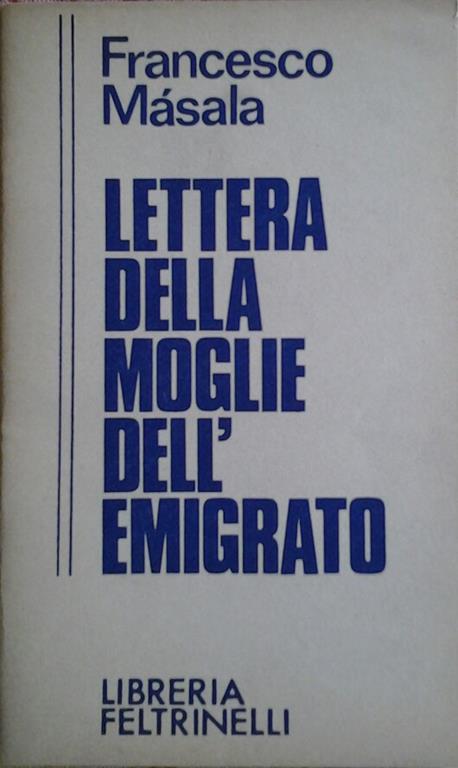 Francesco
Másala
LETTERA
DELLA
MOGLIE
DELL'
EMIGRATO
LIBRERIA
FELTRINELLI